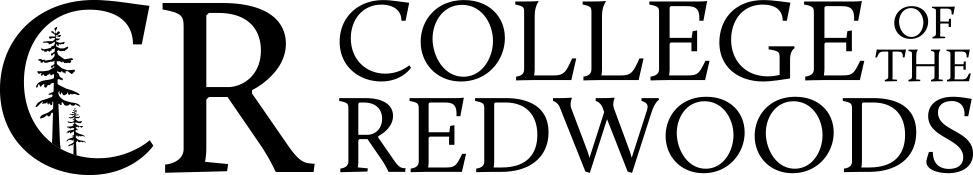 CR
COLLEGE OF THE
REDWOODS